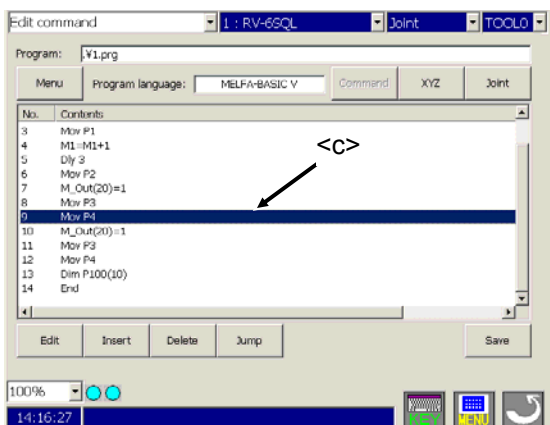 Edit command 1 : RV-6SQL Joint TOOL0
Program: .¥1.prg
Menu Program language: MELFA-BASIC V Command XYZ Joint
No. Contents
3 Mov P1
4 M1=M1+1
<c>
5 Dly 3
6 Mov P2
7 M_Out(20)=1
8 Mov P3
9 Mov P4
10 M_Out(20)=1
11 Mov P3
12 Mov P4
13 Dim P100(10)
14 End
Edit Insert Delete Jump Save
100%
14:16:27
KEY MENU